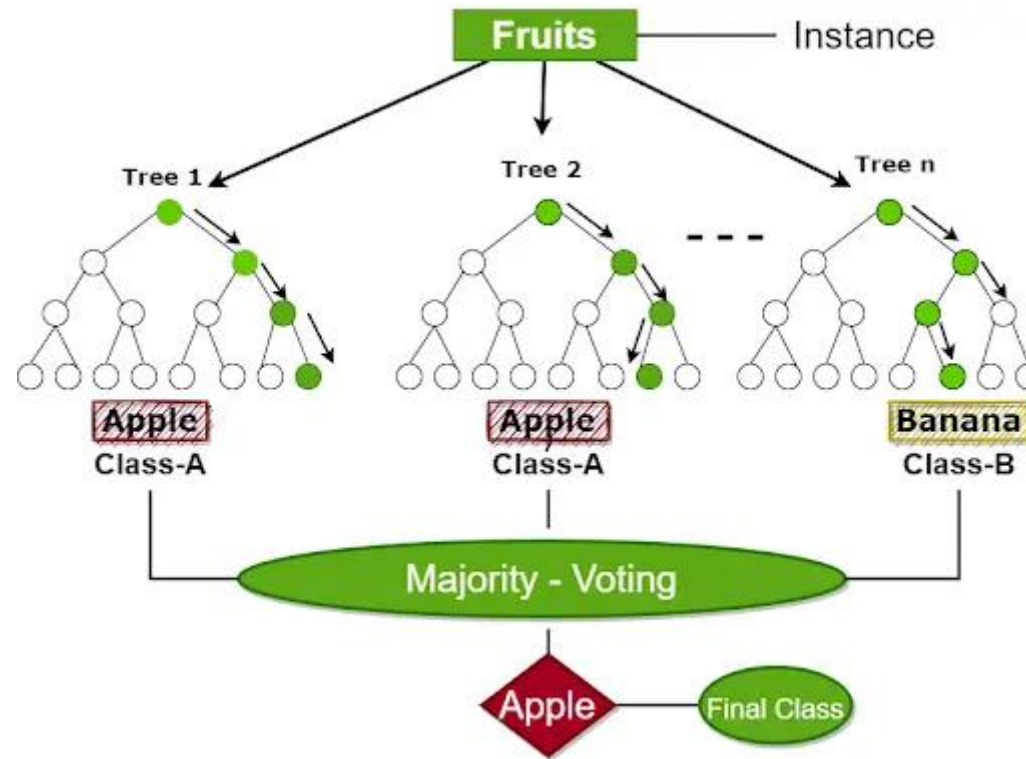 Fruits
Instance
Tree 1
Tree 2
Tree n
Apple
Class-A
Apple
Class-A
Banana
Class-B
Majority - Voting
Apple
Final Class